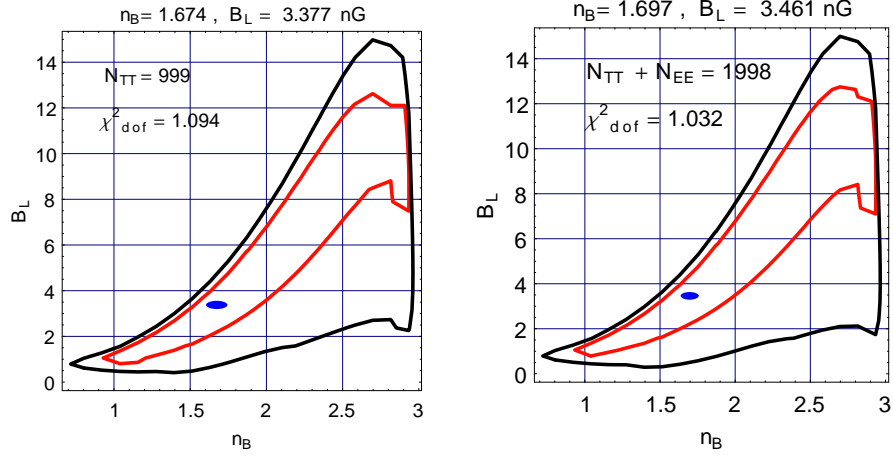 n_B = 1.674 , B_L = 3.377 nG
N_TT = 999
χ²_dof = 1.094
14
12
10
8
6
4
2
0
B_L
1 1.5 2 2.5 3
n_B
n_B = 1.697 , B_L = 3.461 nG
N_TT + N_EE = 1998
χ²_dof = 1.032
14
12
10
8
6
4
2
0
B_L
1 1.5 2 2.5 3
n_B